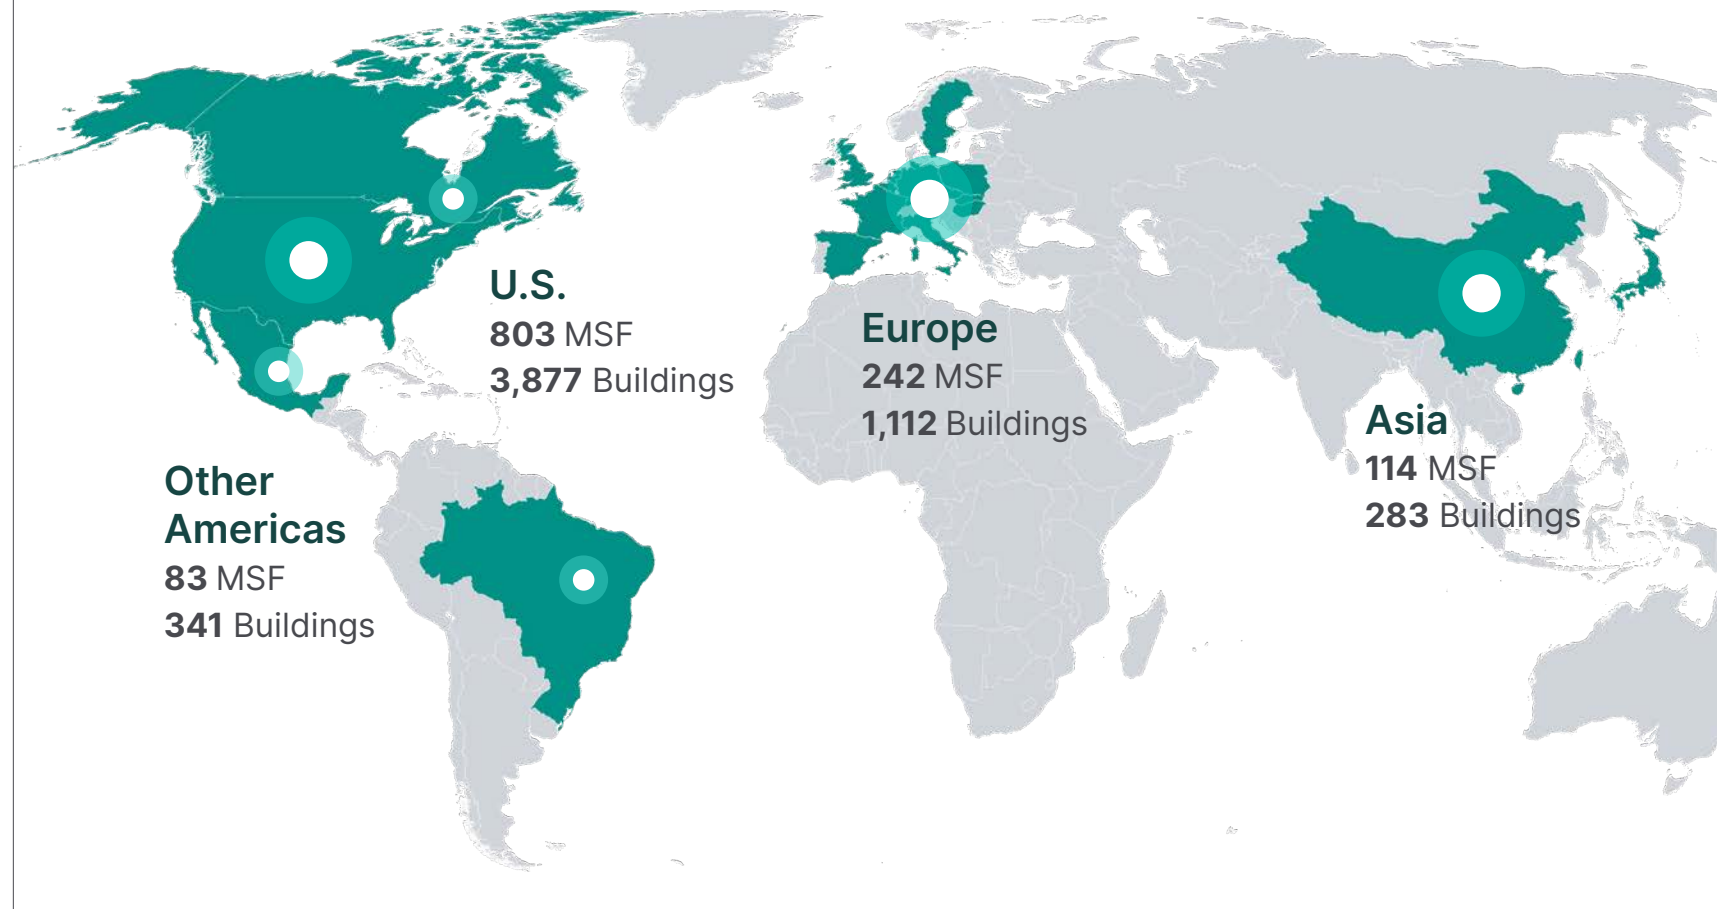 U.S.
803 MSF
3,877 Buildings
Europe
242 MSF
1,112 Buildings
Asia
114 MSF
283 Buildings
Other
Americas
83 MSF
341 Buildings